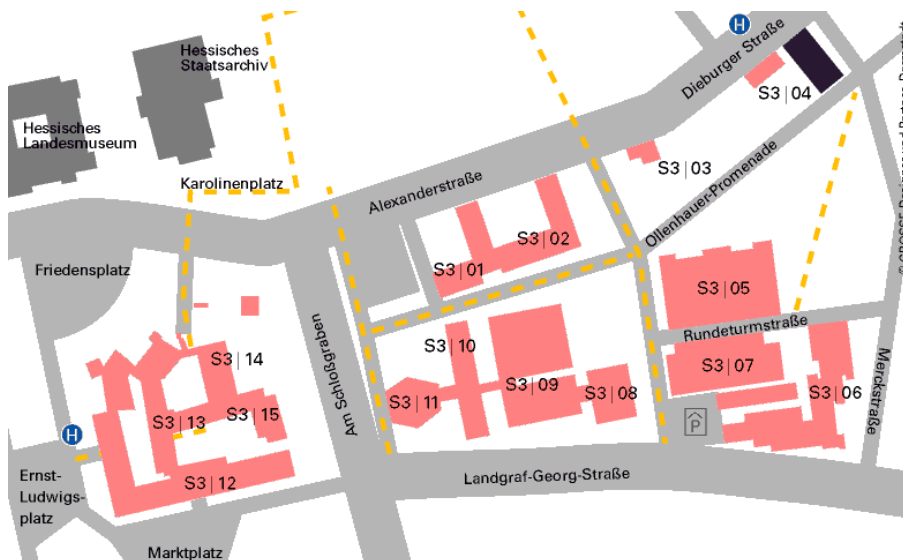 Hessisches
Staatsarchiv
H
Dieburger Straße
S3 | 04
Hessisches
Landesmuseum
Karolinenplatz
Alexanderstraße
S3 | 03
Ollenhauer-Promenade
S3 | 02
S3 | 01
Friedensplatz
S3 | 05
Rundeturmstraße
Am Schloßgraben
S3 | 10
S3 | 14
S3 | 09
S3 | 07
S3 | 08
S3 | 06
Merckstraße
S3 | 11
S3 | 13
S3 | 15
P
H
Ernst-
Ludwigs-
platz
S3 | 12
Landgraf-Georg-Straße
Marktplatz